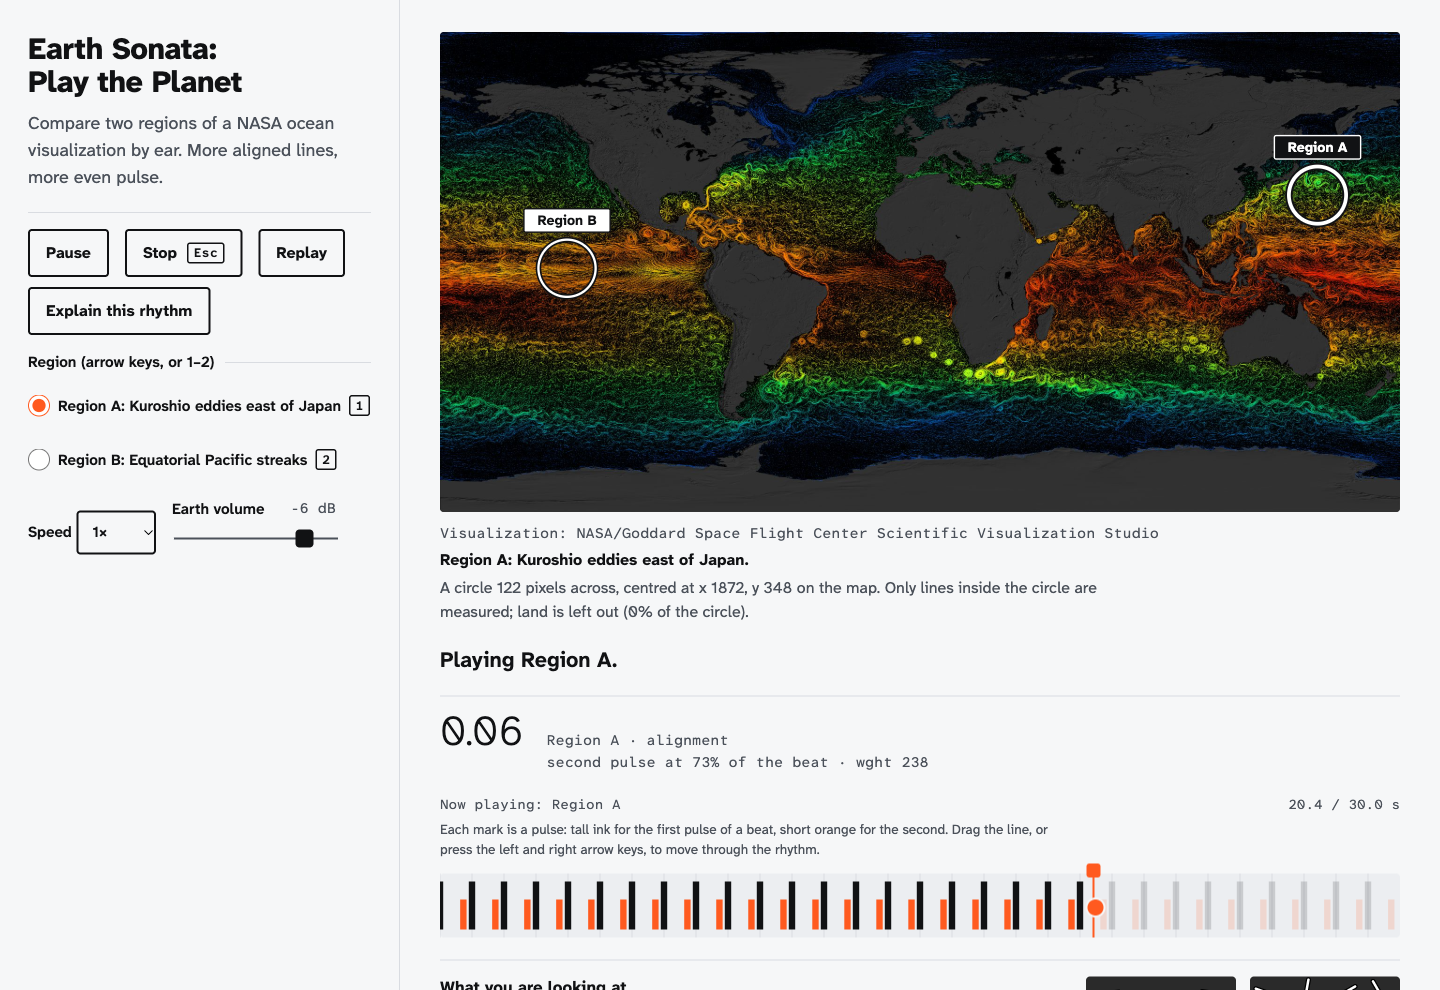 Earth Sonata:
Play the Planet
Compare two regions of a NASA ocean
visualization by ear. More aligned lines,
more even pulse.
Pause
Stop Esc
Replay
Explain this rhythm
Region (arrow keys, or 1–2)
Region A: Kuroshio eddies east of Japan 1
Region B: Equatorial Pacific streaks 2
Speed 1×
Earth volume -6 dB
Region A
Region B
Visualization: NASA/Goddard Space Flight Center Scientific Visualization Studio
Region A: Kuroshio eddies east of Japan.
A circle 122 pixels across, centred at x 1872, y 348 on the map. Only lines inside the circle are
measured; land is left out (0% of the circle).
Playing Region A.
0.06
Region A · alignment
second pulse at 73% of the beat · wght 238
Now playing: Region A
20.4 / 30.0 s
Each mark is a pulse: tall ink for the first pulse of a beat, short orange for the second. Drag the line, or
press the left and right arrow keys, to move through the rhythm.
What you are looking at